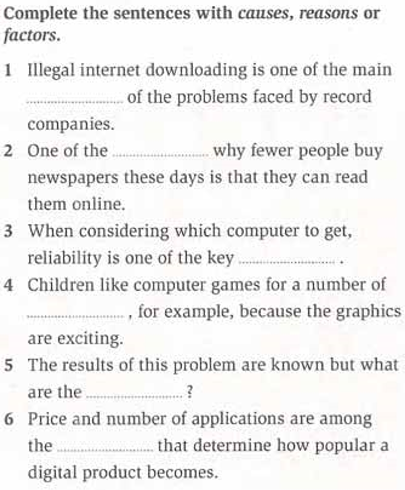 Complete the sentences with causes, reasons or
factors.
1 Illegal internet downloading is one of the main
........................ of the problems faced by record
companies.
2 One of the ........................ why fewer people buy
newspapers these days is that they can read
them online.
3 When considering which computer to get,
reliability is one of the key ........................ .
4 Children like computer games for a number of
........................ , for example, because the graphics
are exciting.
5 The results of this problem are known but what
are the ........................ ?
6 Price and number of applications are among
the ........................ that determine how popular a
digital product becomes.